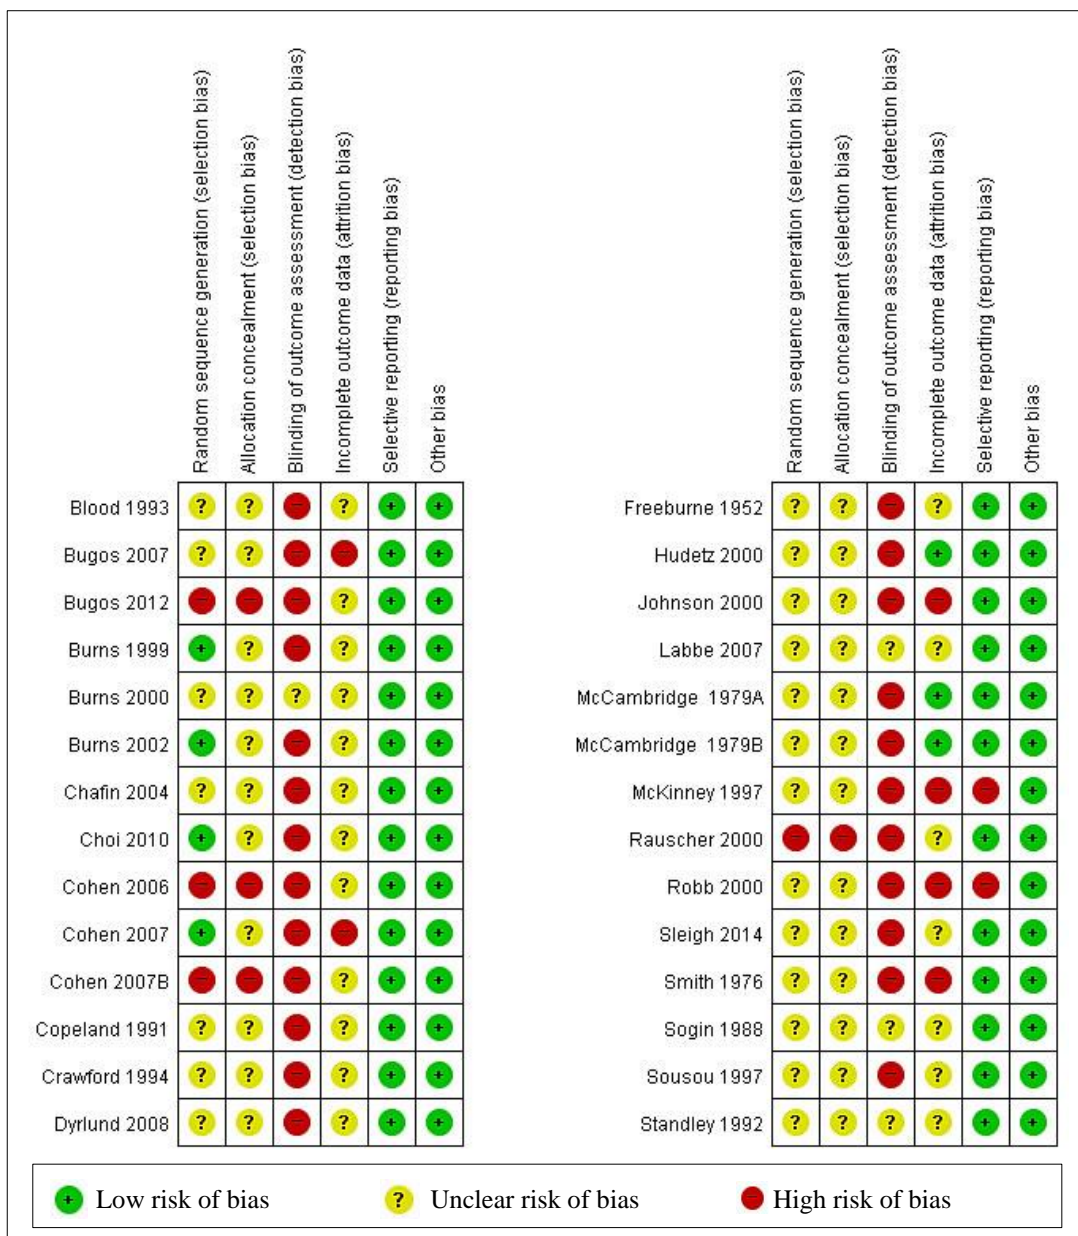 Random sequence generation (selection bias)
Allocation concealment (selection bias)
Blinding of outcome assessment (detection bias)
Incomplete outcome data (attrition bias)
Selective reporting (reporting bias)
Other bias
Blood 1993 ? ? - ? + +
Bugos 2007 ? ? - - + +
Bugos 2012 - - - ? + +
Burns 1999 + ? - ? + +
Burns 2000 ? ? ? ? + +
Burns 2002 + ? - ? + +
Chafin 2004 ? ? - ? + +
Choi 2010 + ? - ? + +
Cohen 2006 - - - ? + +
Cohen 2007 + ? - - + +
Cohen 2007B - - - ? + +
Copeland 1991 ? ? - ? + +
Crawford 1994 ? ? - ? + +
Dyrlund 2008 ? ? - ? + +
Random sequence generation (selection bias)
Allocation concealment (selection bias)
Blinding of outcome assessment (detection bias)
Incomplete outcome data (attrition bias)
Selective reporting (reporting bias)
Other bias
Freeburne 1952 ? ? - ? + +
Hudetz 2000 ? ? - + + +
Johnson 2000 ? ? - - + +
Labbe 2007 ? ? ? ? + +
McCambridge 1979A ? ? - + + +
McCambridge 1979B ? ? - + + +
McKinney 1997 ? ? - - - +
Rauscher 2000 - - - ? + +
Robb 2000 ? ? - - - +
Sleigh 2014 ? ? - ? + +
Smith 1976 ? ? - - + +
Sogin 1988 ? ? ? ? + +
Sousou 1997 ? ? - ? + +
Standley 1992 ? ? ? ? + +
+ Low risk of bias ? Unclear risk of bias - High risk of bias